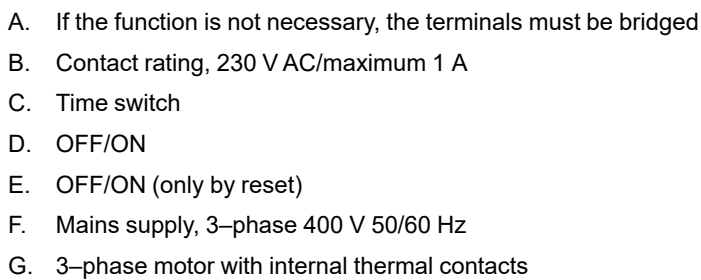 A. If the function is not necessary, the terminals must be bridged
B. Contact rating, 230 V AC/maximum 1 A
C. Time switch
D. OFF/ON
E. OFF/ON (only by reset)
F. Mains supply, 3–phase 400 V 50/60 Hz
G. 3–phase motor with internal thermal contacts